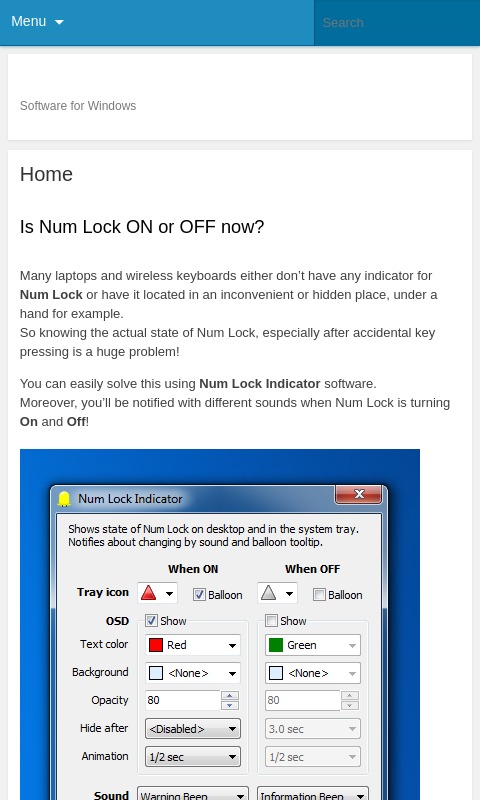 Menu
Search
Software for Windows
Home
Is Num Lock ON or OFF now?
Many laptops and wireless keyboards either don't have any indicator for
Num Lock or have it located in an inconvenient or hidden place, under a
hand for example.
So knowing the actual state of Num Lock, especially after accidental key
pressing is a huge problem!
You can easily solve this using Num Lock Indicator software.
Moreover, you'll be notified with different sounds when Num Lock is turning
On and Off!
Num Lock Indicator
Shows state of Num Lock on desktop and in the system tray.
Notifies about changing by sound and balloon tooltip.
When ON When OFF
Tray icon Balloon Balloon
OSD Show Show
Text color Red Green
Background <None> <None>
Opacity 80 80
Hide after <Disabled> 3.0 sec
Animation 1/2 sec 1/2 sec
Sound Warning Beep Information Beep